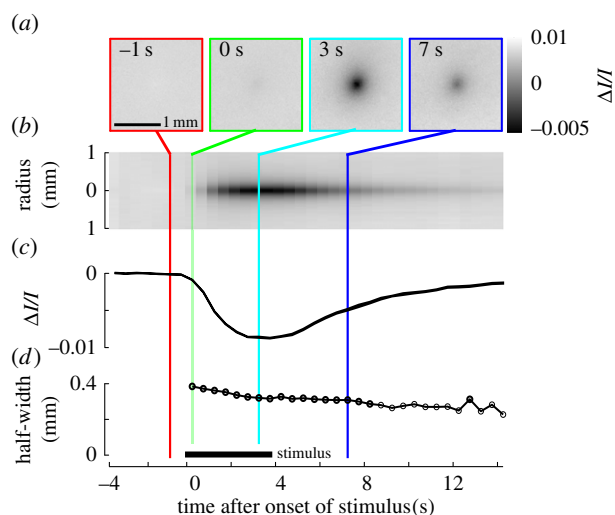 (a)
−1 s
0 s
3 s
7 s
1 mm
0.01
0
−0.005
ΔI/I
(b)
radius
(mm)
1
0
1
(c)
ΔI/I
0
−0.01
(d)
half-width
(mm)
0.4
0
stimulus
−4 0 4 8 12
time after onset of stimulus(s)